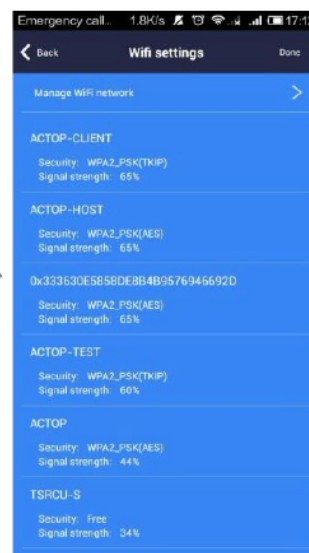 Emergency call.. 1.8K/s 17:1
Back Wifi settings Done
Manage WiFi network
ACTOP-CLIENT
Security: WPA2_PSK(TKIP)
Signal strength: 65%
ACTOP-HOST
Security: WPA2_PSK(AES)
Signal strength: 65%
0x333630E5858DE8B4B9576946692D
Security: WPA2_PSK(AES)
Signal strength: 65%
ACTOP-TEST
Security: WPA2_PSK(TKIP)
Signal strength: 60%
ACTOP
Security: WPA2_PSK(AES)
Signal strength: 44%
TSRCU-S
Security: Free
Signal strength: 34%